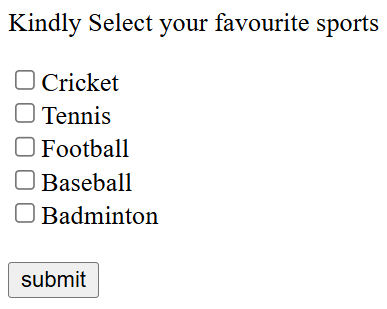 Kindly Select your favourite sports
Cricket
Tennis
Football
Baseball
Badminton
submit